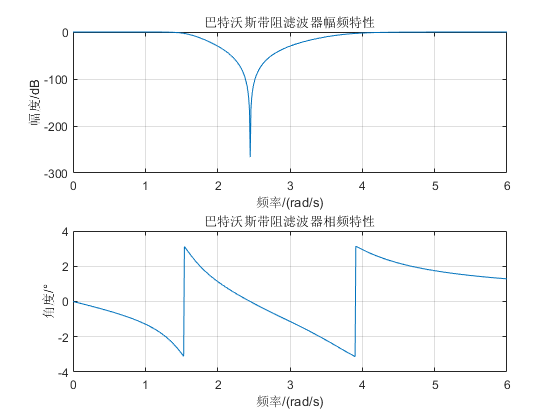 巴特沃斯带阻滤波器幅频特性
0
-100
-200
-300
幅度/dB
0 1 2 3 4 5 6
频率/(rad/s)
巴特沃斯带阻滤波器相频特性
4
2
0
-2
-4
角度/°
0 1 2 3 4 5 6
频率/(rad/s)